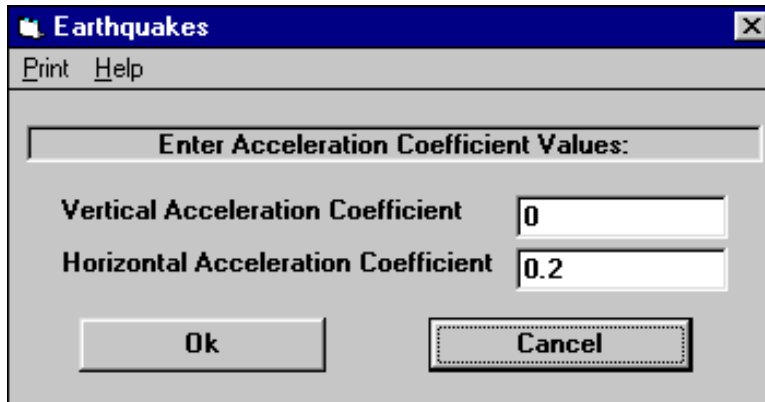 Earthquakes
Print Help
Enter Acceleration Coefficient Values:
Vertical Acceleration Coefficient 0
Horizontal Acceleration Coefficient 0.2
Ok Cancel